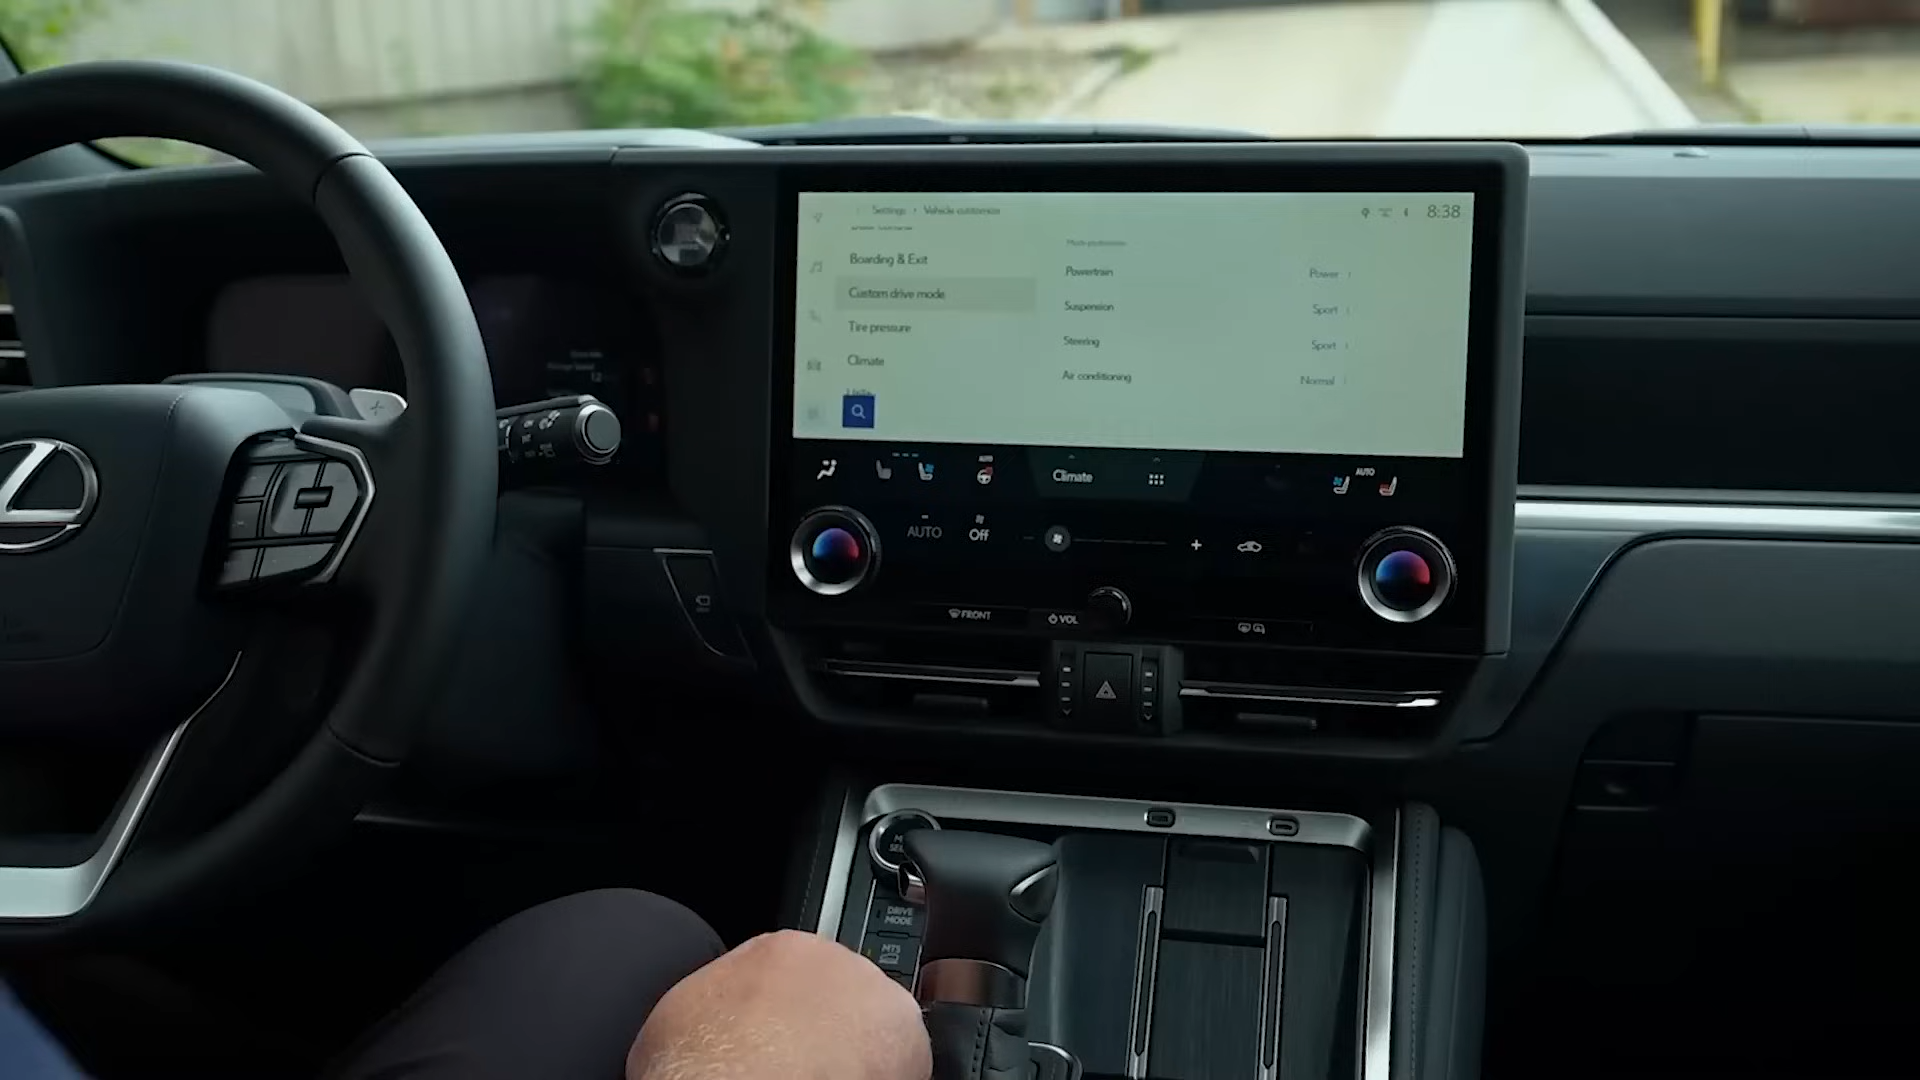 Settings › Vehicle customize
8:38
Boarding & Exit
Custom drive mode
Tire pressure
Climate
Powertrain Power
Suspension Sport
Steering Sport
Air conditioning Normal
AUTO
Climate
AUTO
AUTO
Off
+
FRONT
VOL
DRIVE
MODE
MTS